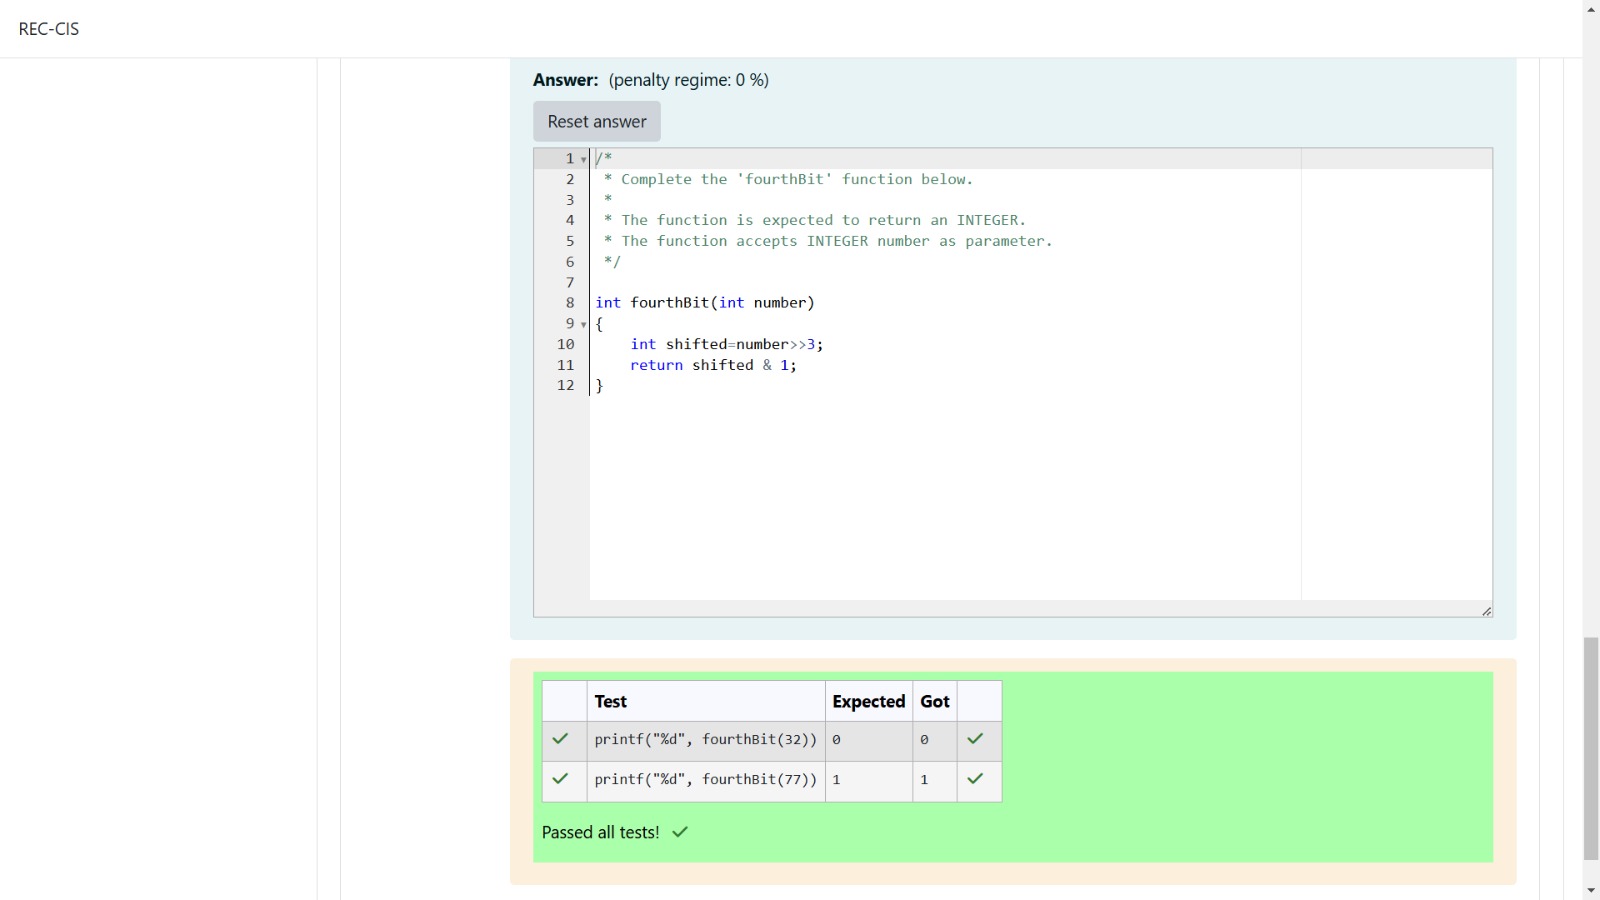 REC-CIS
Answer: (penalty regime: 0 %)
Reset answer
1 /*
2  * Complete the 'fourthBit' function below.
3  *
4  * The function is expected to return an INTEGER.
5  * The function accepts INTEGER number as parameter.
6  */
7
8 int fourthBit(int number)
9 {
10     int shifted=number>>3;
11     return shifted & 1;
12 }
Test Expected Got
printf("%d", fourthBit(32)) 0 0
printf("%d", fourthBit(77)) 1 1
Passed all tests!